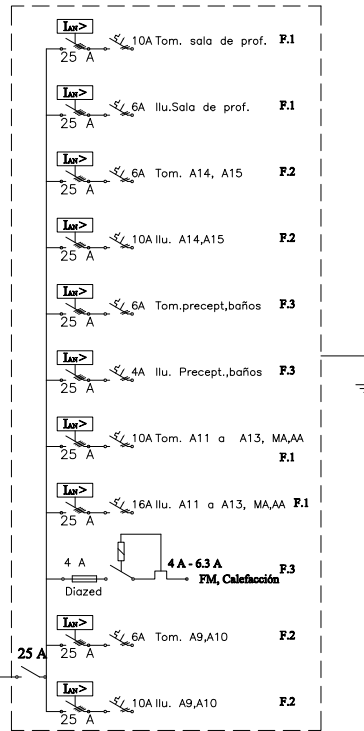 IΔN>
10A Tom. sala de prof. F.1
25 A
IΔN>
6A Ilu.Sala de prof. F.1
25 A
IΔN>
6A Tom. A14, A15 F.2
25 A
IΔN>
10A Ilu. A14,A15 F.2
25 A
IΔN>
6A Tom.precept,baños F.3
25 A
IΔN>
4A Ilu. Precept.,baños F.3
25 A
IΔN>
10A Tom. A11 a A13, MA,AA
25 A
F.1
IΔN>
16A Ilu. A11 a A13, MA,AA F.1
25 A
4 A 4 A - 6.3 A F.3
FM, Calefacción
Diazed
IΔN>
6A Tom. A9,A10 F.2
25 A
25 A
IΔN>
10A Ilu. A9,A10 F.2
25 A